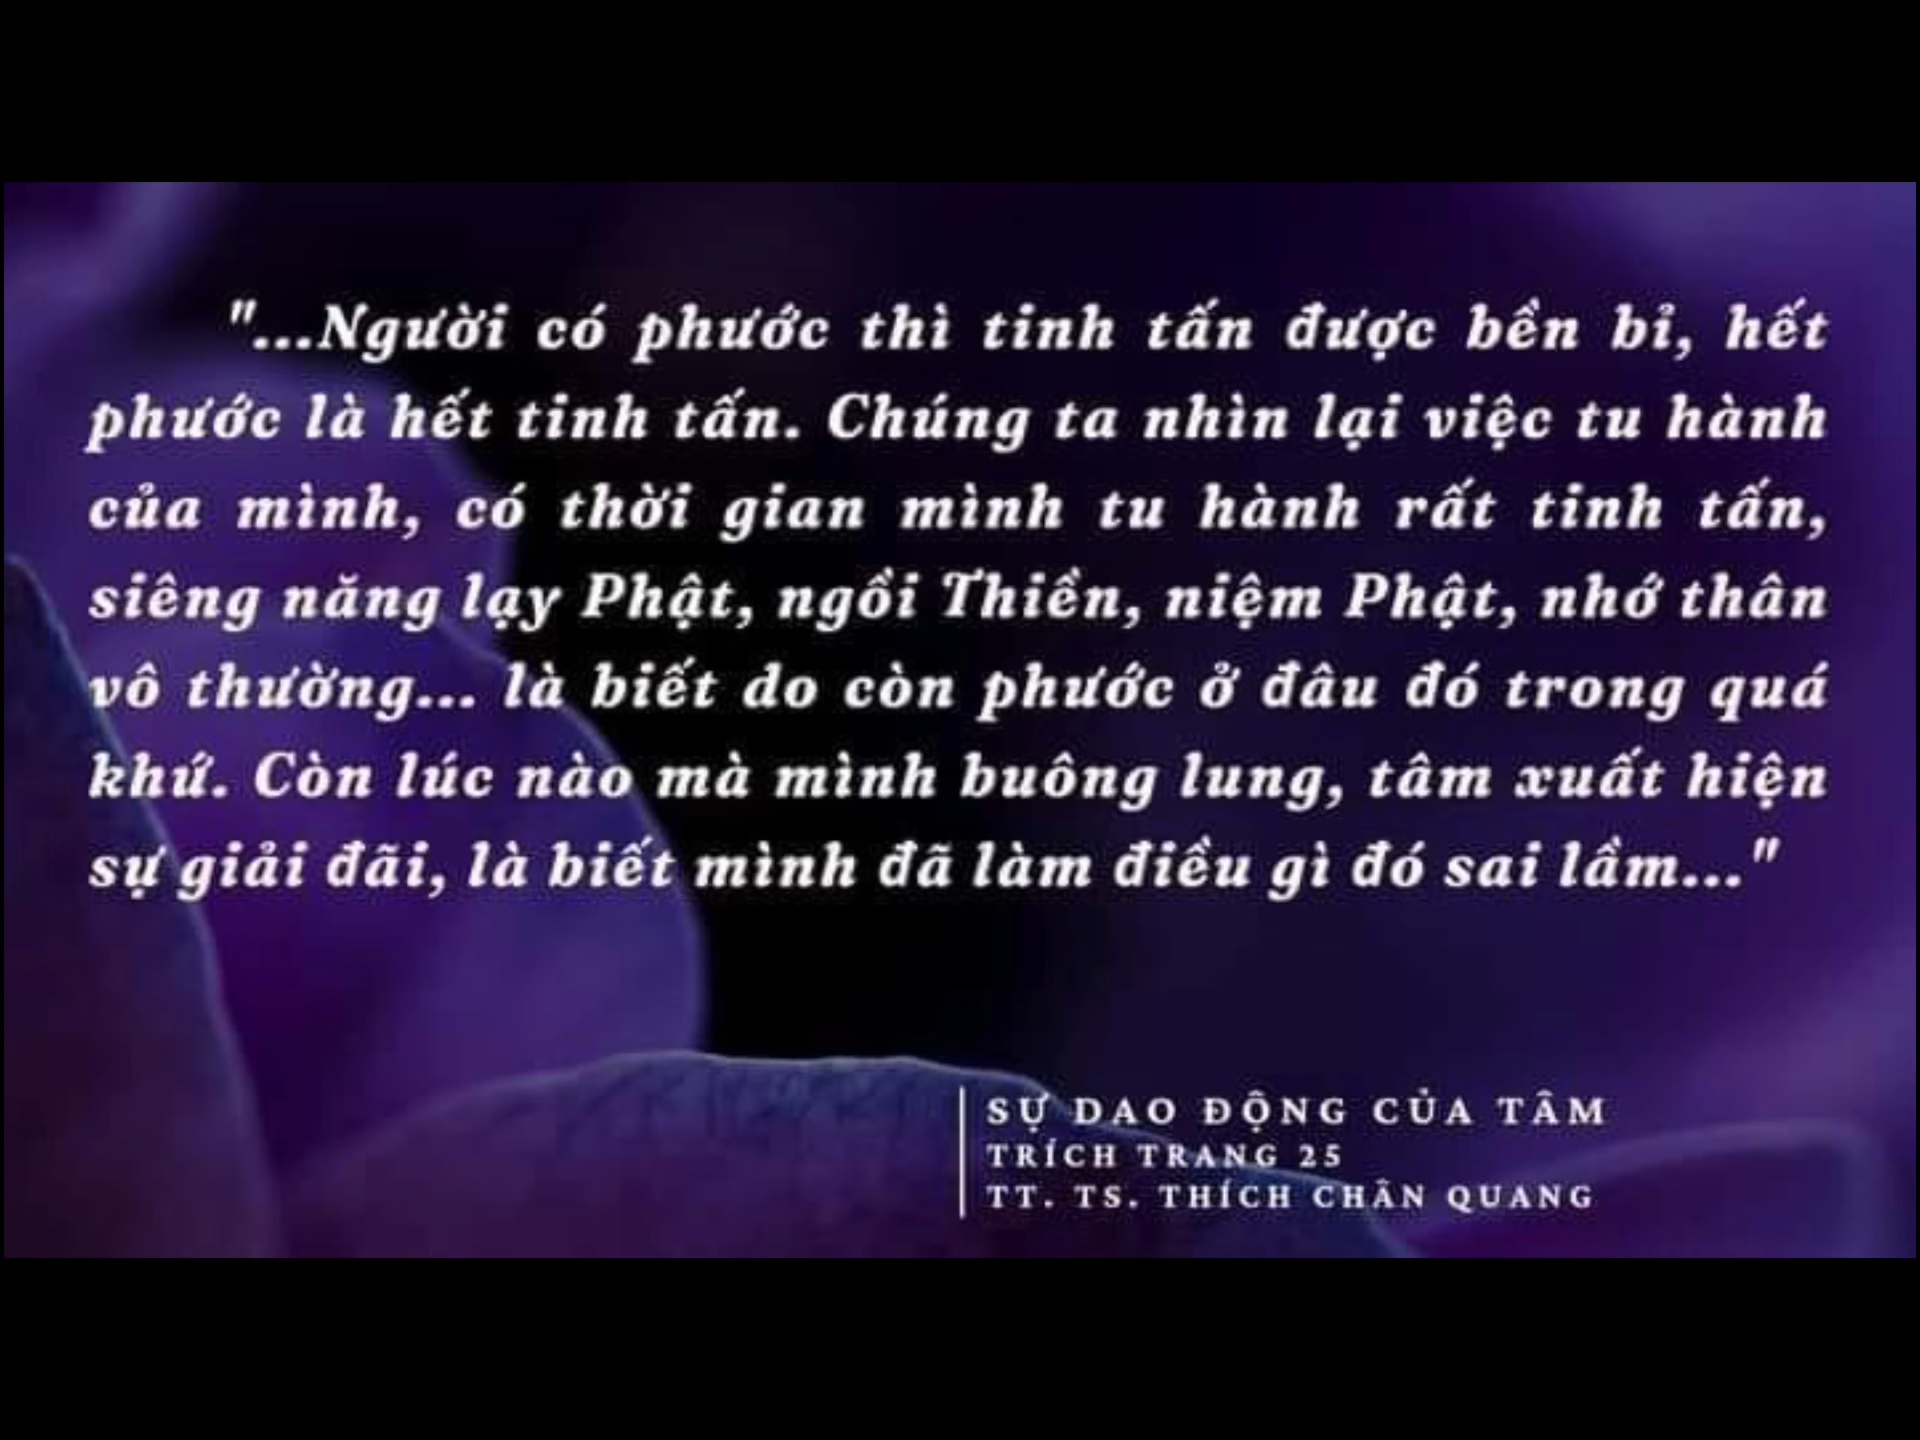 "...Người có phước thì tinh tấn được bền bỉ, hết
phước là hết tinh tấn. Chúng ta nhìn lại việc tu hành
của mình, có thời gian mình tu hành rất tinh tấn,
siêng năng lạy Phật, ngồi Thiền, niệm Phật, nhớ thân
vô thường... là biết do còn phước ở đâu đó trong quá
khứ. Còn lúc nào mà mình buông lung, tâm xuất hiện
sự giải đãi, là biết mình đã làm điều gì đó sai lầm..."
SỰ DAO ĐỘNG CỦA TÂM
TRÍCH TRANG 25
TT. TS. THÍCH CHÂN QUANG